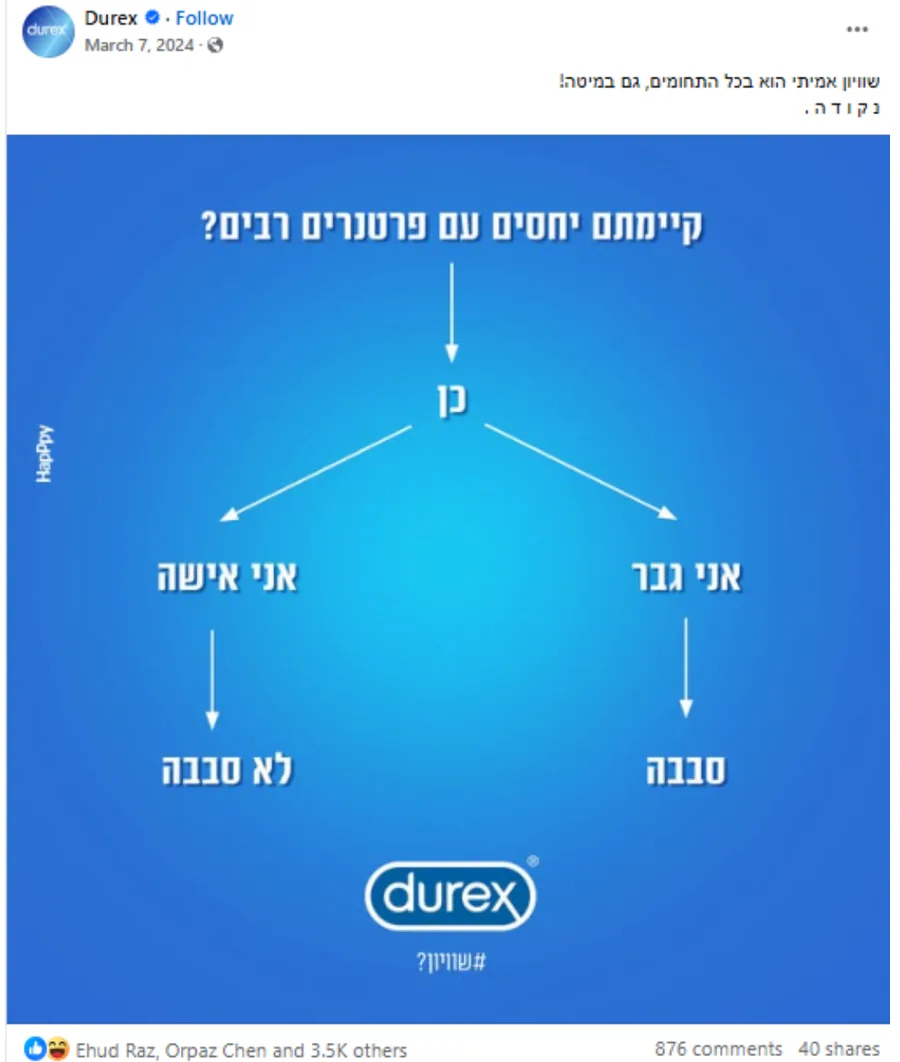 Durex · Follow
March 7, 2024 ·
שוויון אמיתי הוא בכל התחומים, גם במיטה!
נ ק ו ד ה .
קיימתם יחסים עם פרטנרים רבים?
כן
אני גבר
אני אישה
סבבה
לא סבבה
HapPpy
durex®
#שוויון?
Ehud Raz, Orpaz Chen and 3.5K others
876 comments 40 shares
durex